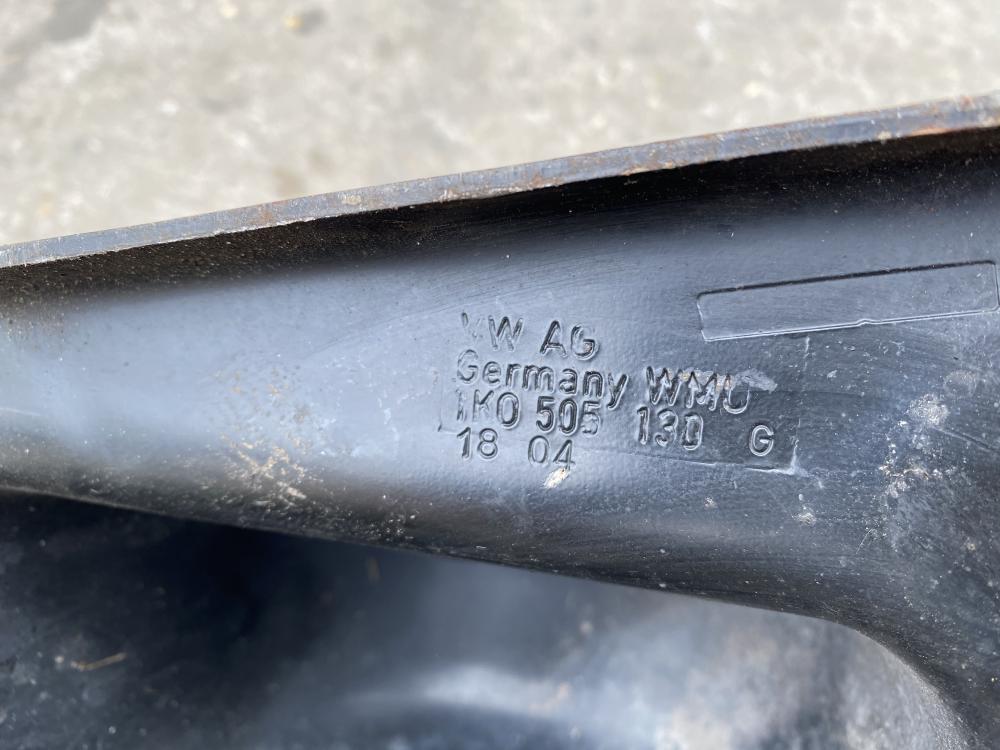 VW AG
Germany WMU
1K0 505 130 G
18 04